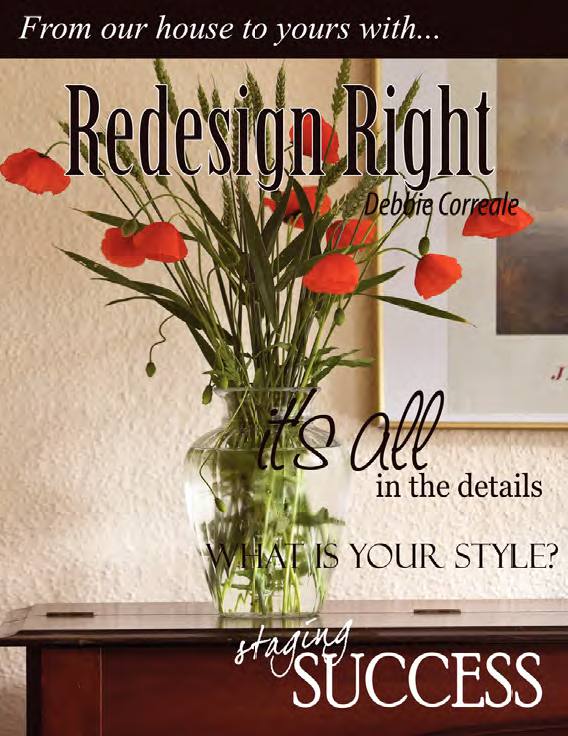 From our house to yours with...
Redesign Right
Debbie Correale
it's all
in the details
WHAT IS YOUR STYLE?
staging
SUCCESS